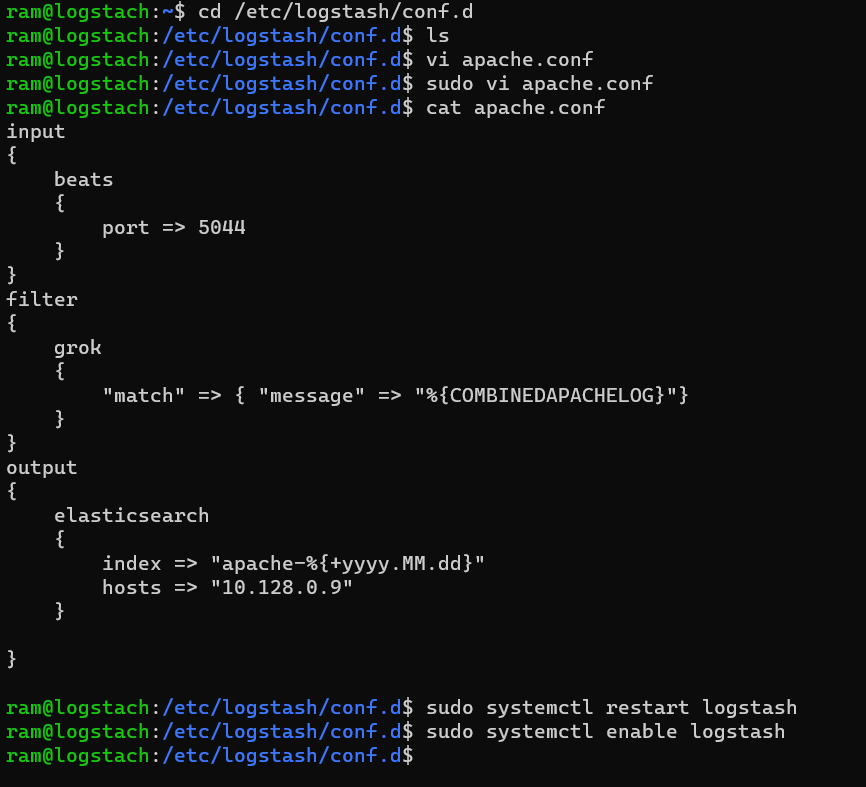 ram@logstach:~$ cd /etc/logstash/conf.d
ram@logstach:/etc/logstash/conf.d$ ls
ram@logstach:/etc/logstash/conf.d$ vi apache.conf
ram@logstach:/etc/logstash/conf.d$ sudo vi apache.conf
ram@logstach:/etc/logstash/conf.d$ cat apache.conf
input
{
    beats
    {
        port => 5044
    }
}
filter
{
    grok
    {
        "match" => { "message" => "%{COMBINEDAPACHELOG}"}
    }
}
output
{
    elasticsearch
    {
        index => "apache-%{+yyyy.MM.dd}"
        hosts => "10.128.0.9"
    }

}

ram@logstach:/etc/logstash/conf.d$ sudo systemctl restart logstash
ram@logstach:/etc/logstash/conf.d$ sudo systemctl enable logstash
ram@logstach:/etc/logstash/conf.d$